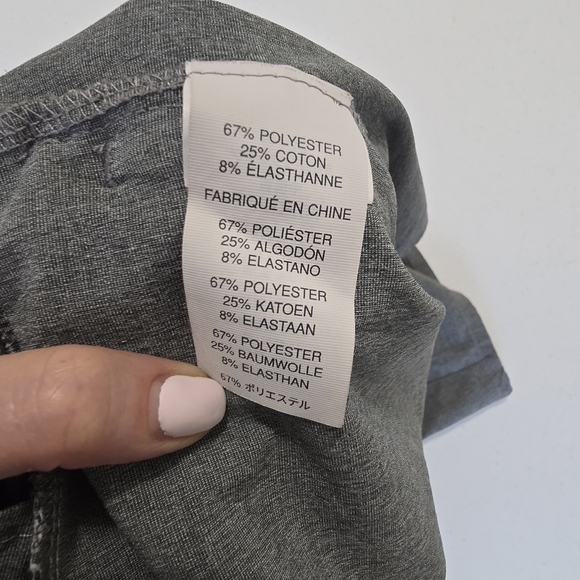 67% POLYESTER
25% COTON
8% ÉLASTHANNE
FABRIQUÉ EN CHINE
67% POLIÉSTER
25% ALGODÓN
8% ELASTANO
67% POLYESTER
25% KATOEN
8% ELASTAAN
67% POLYESTER
25% BAUMWOLLE
8% ELASTHAN
67% ポリエステル